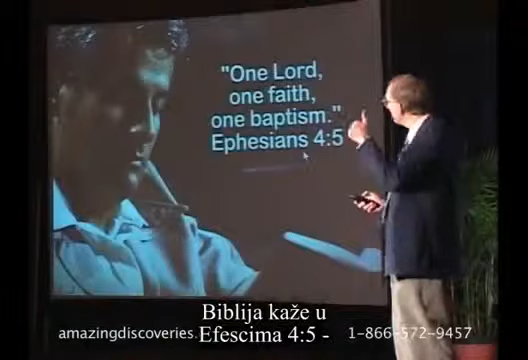 "One Lord,
one faith,
one baptism."
Ephesians 4:5
Biblija kaže u
amazingdiscoveries. Efescima 4:5 - 1-866-572-9457